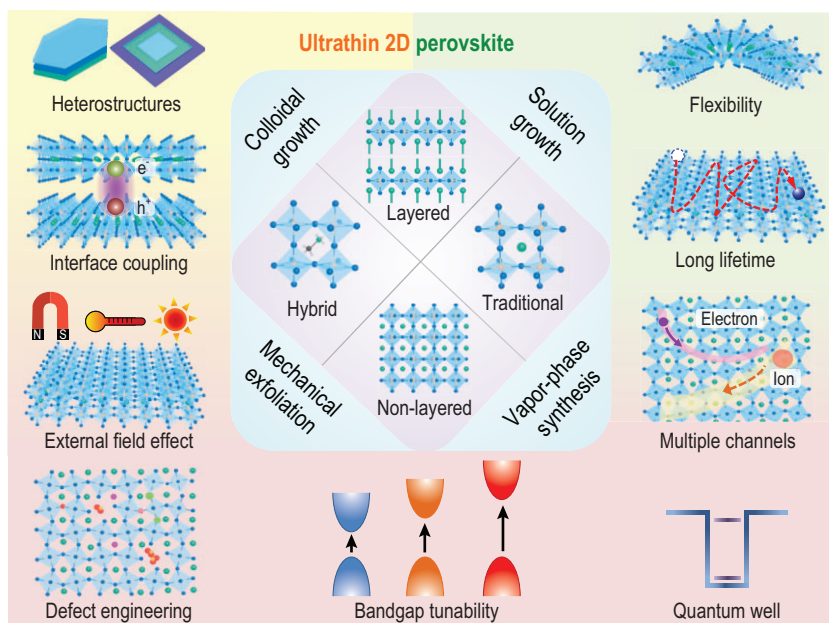 Ultrathin 2D perovskite
Heterostructures
e-
h+
Interface coupling
N S
External field effect
Defect engineering
Colloidal
growth
Solution
growth
Layered
Hybrid
Traditional
Non-layered
Mechanical
exfoliation
Vapor-phase
synthesis
Bandgap tunability
Flexibility
Long lifetime
Electron
Ion
Multiple channels
Quantum well